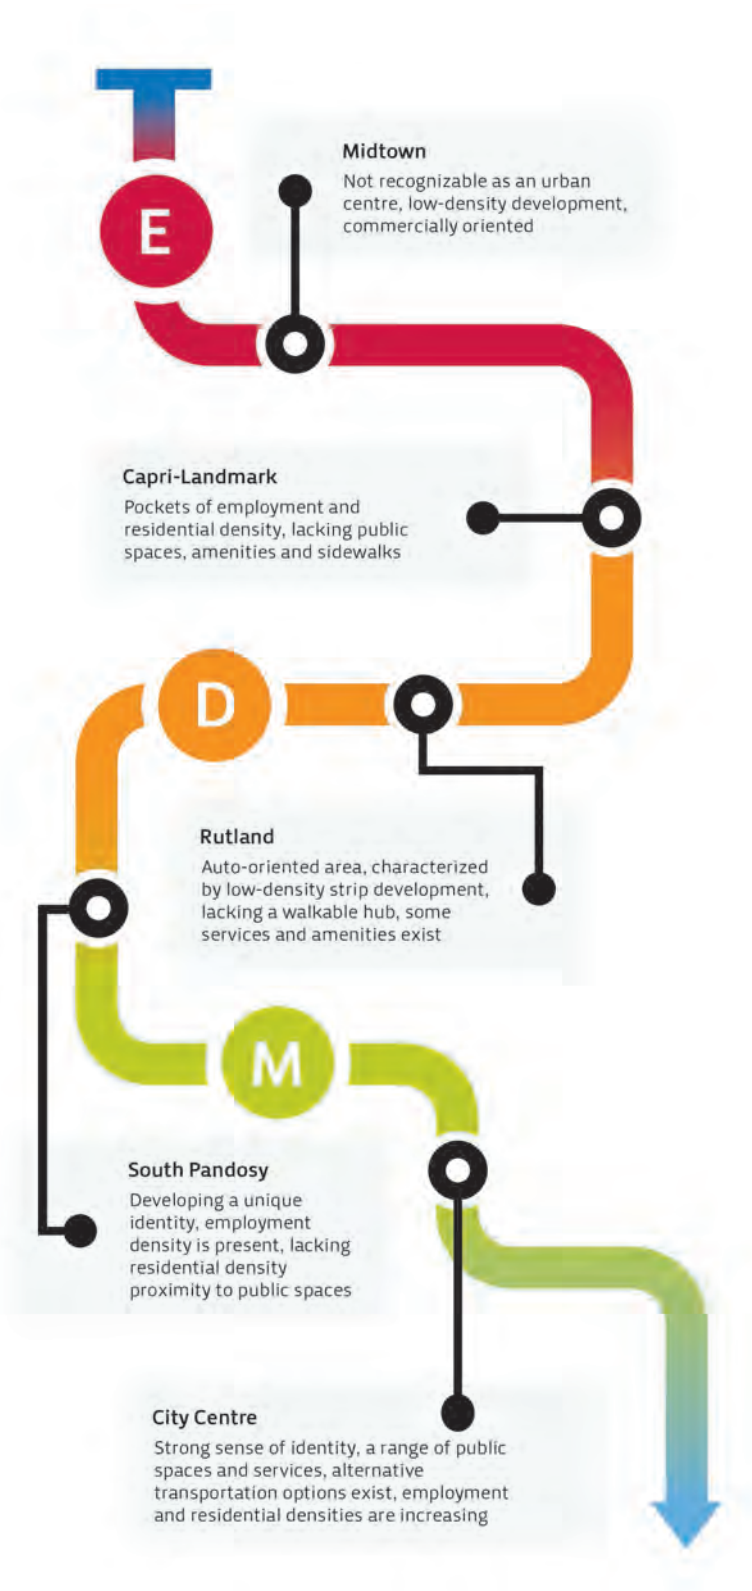 E
Midtown
Not recognizable as an urban
centre, low-density development,
commercially oriented
Capri-Landmark
Pockets of employment and
residential density, lacking public
spaces, amenities and sidewalks
D
Rutland
Auto-oriented area, characterized
by low-density strip development,
lacking a walkable hub, some
services and amenities exist
M
South Pandosy
Developing a unique
identity, employment
density is present, lacking
residential density
proximity to public spaces
City Centre
Strong sense of identity, a range of public
spaces and services, alternative
transportation options exist, employment
and residential densities are increasing